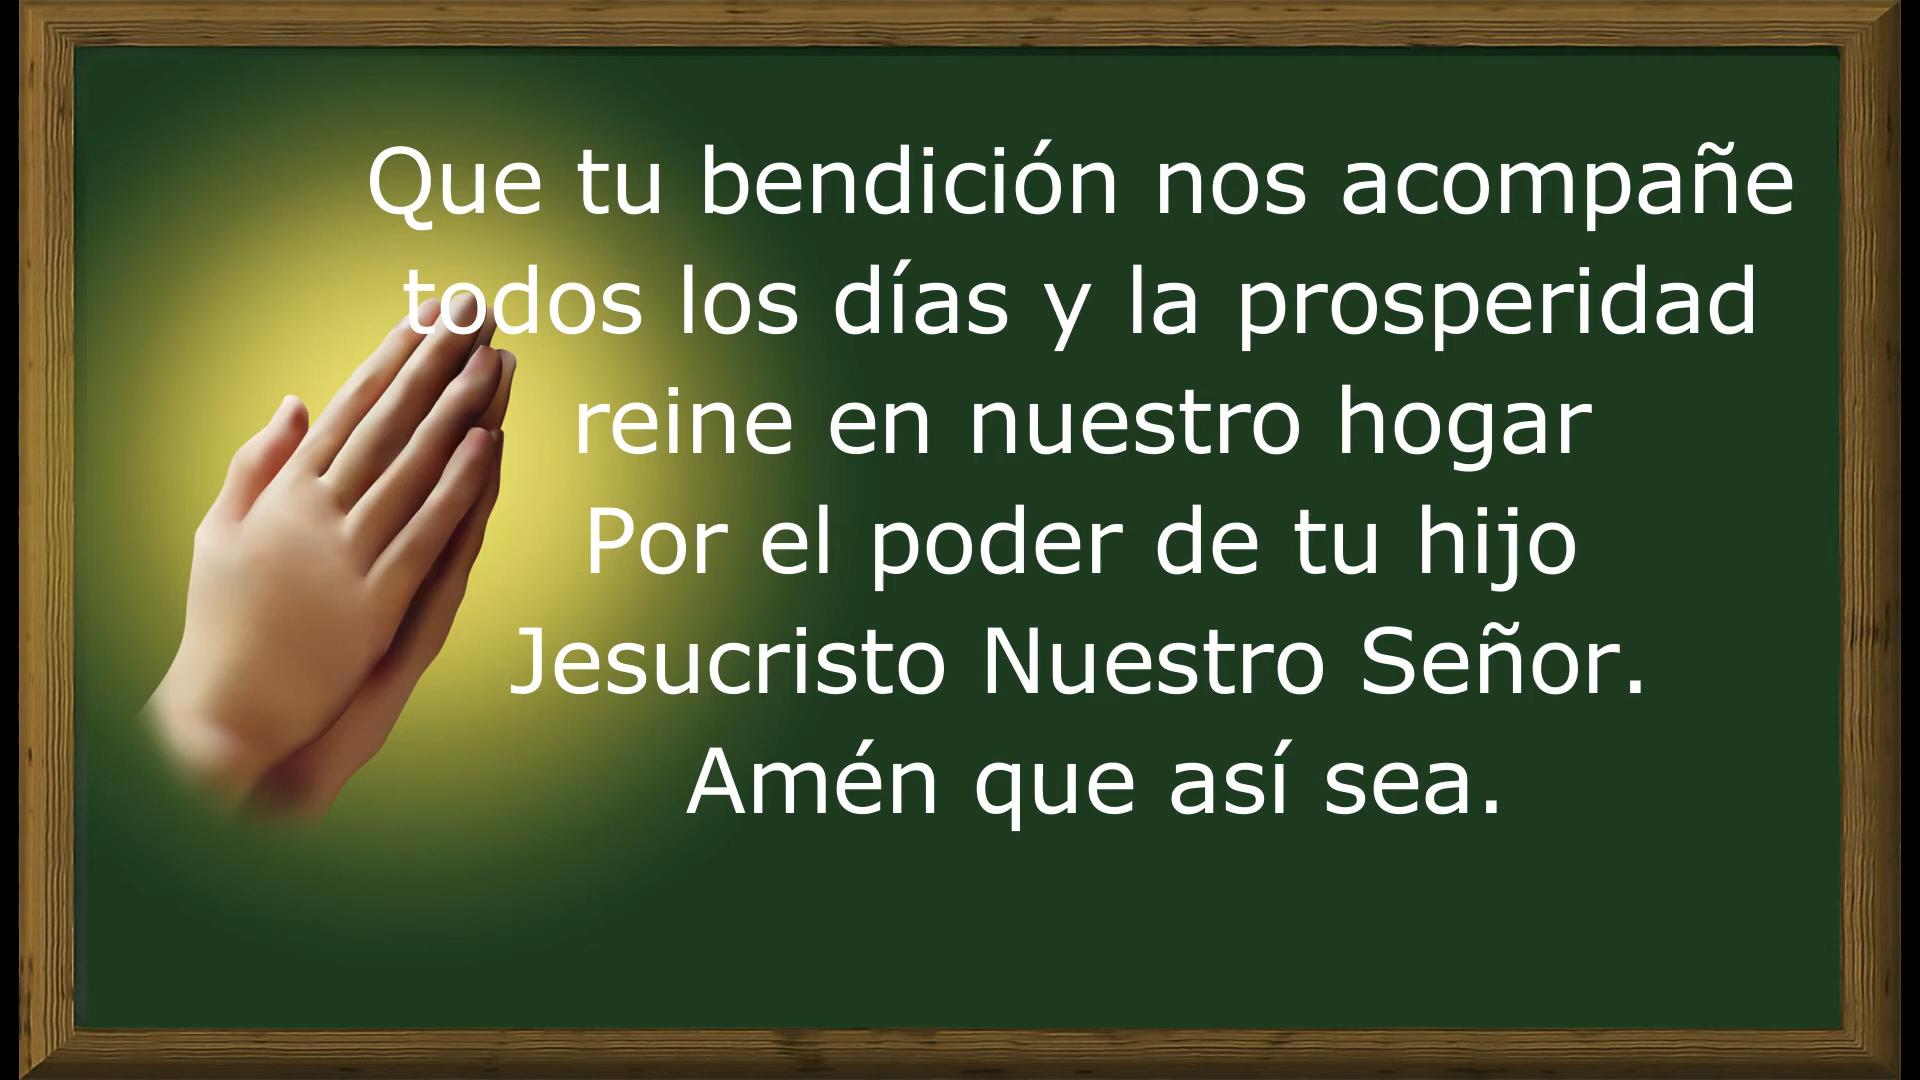 Que tu bendición nos acompañe
todos los días y la prosperidad
reine en nuestro hogar
Por el poder de tu hijo
Jesucristo Nuestro Señor.
Amén que así sea.